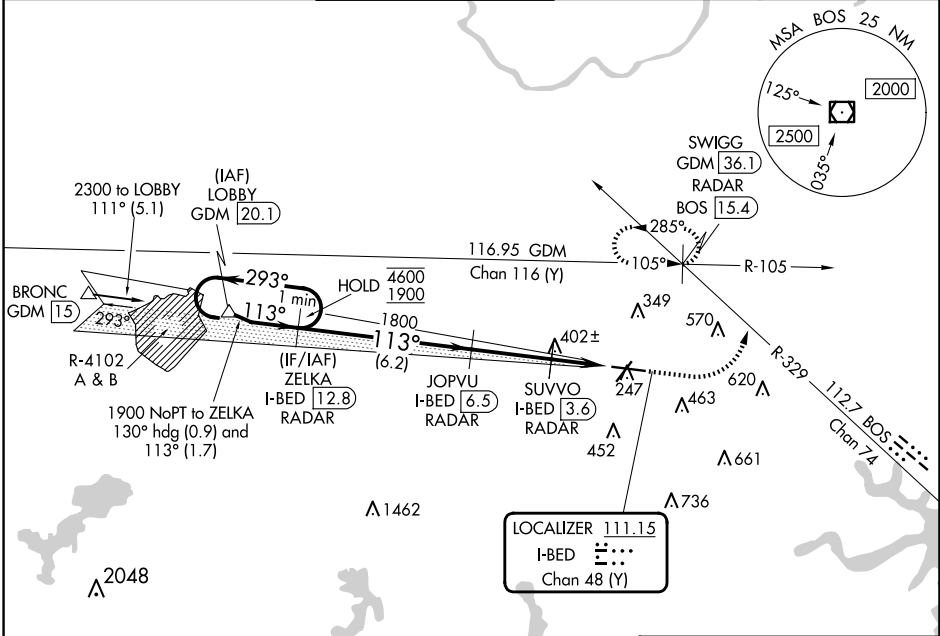 MSA BOS 25 NM
125°
2000
2500
035°
SWIGG
GDM 36.1
RADAR
BOS 15.4
(IAF)
LOBBY
GDM 20.1
2300 to LOBBY
111° (5.1)
285°
105°
116.95 GDM
Chan 116 (Y)
R-105
BRONC
GDM 15
293°
293°
1 min
113°
HOLD
4600
1900
1800
113°
(6.2)
349
570
402±
R-4102
A & B
(IF/IAF)
ZELKA
I-BED 12.8
RADAR
JOPVU
I-BED 6.5
RADAR
SUVVO
I-BED 3.6
RADAR
247
463
620
R-329
112.7 BOS
Chan 74
1900 NoPT to ZELKA
130° hdg (0.9) and
113° (1.7)
452
661
736
1462
LOCALIZER 111.15
I-BED
Chan 48 (Y)
2048